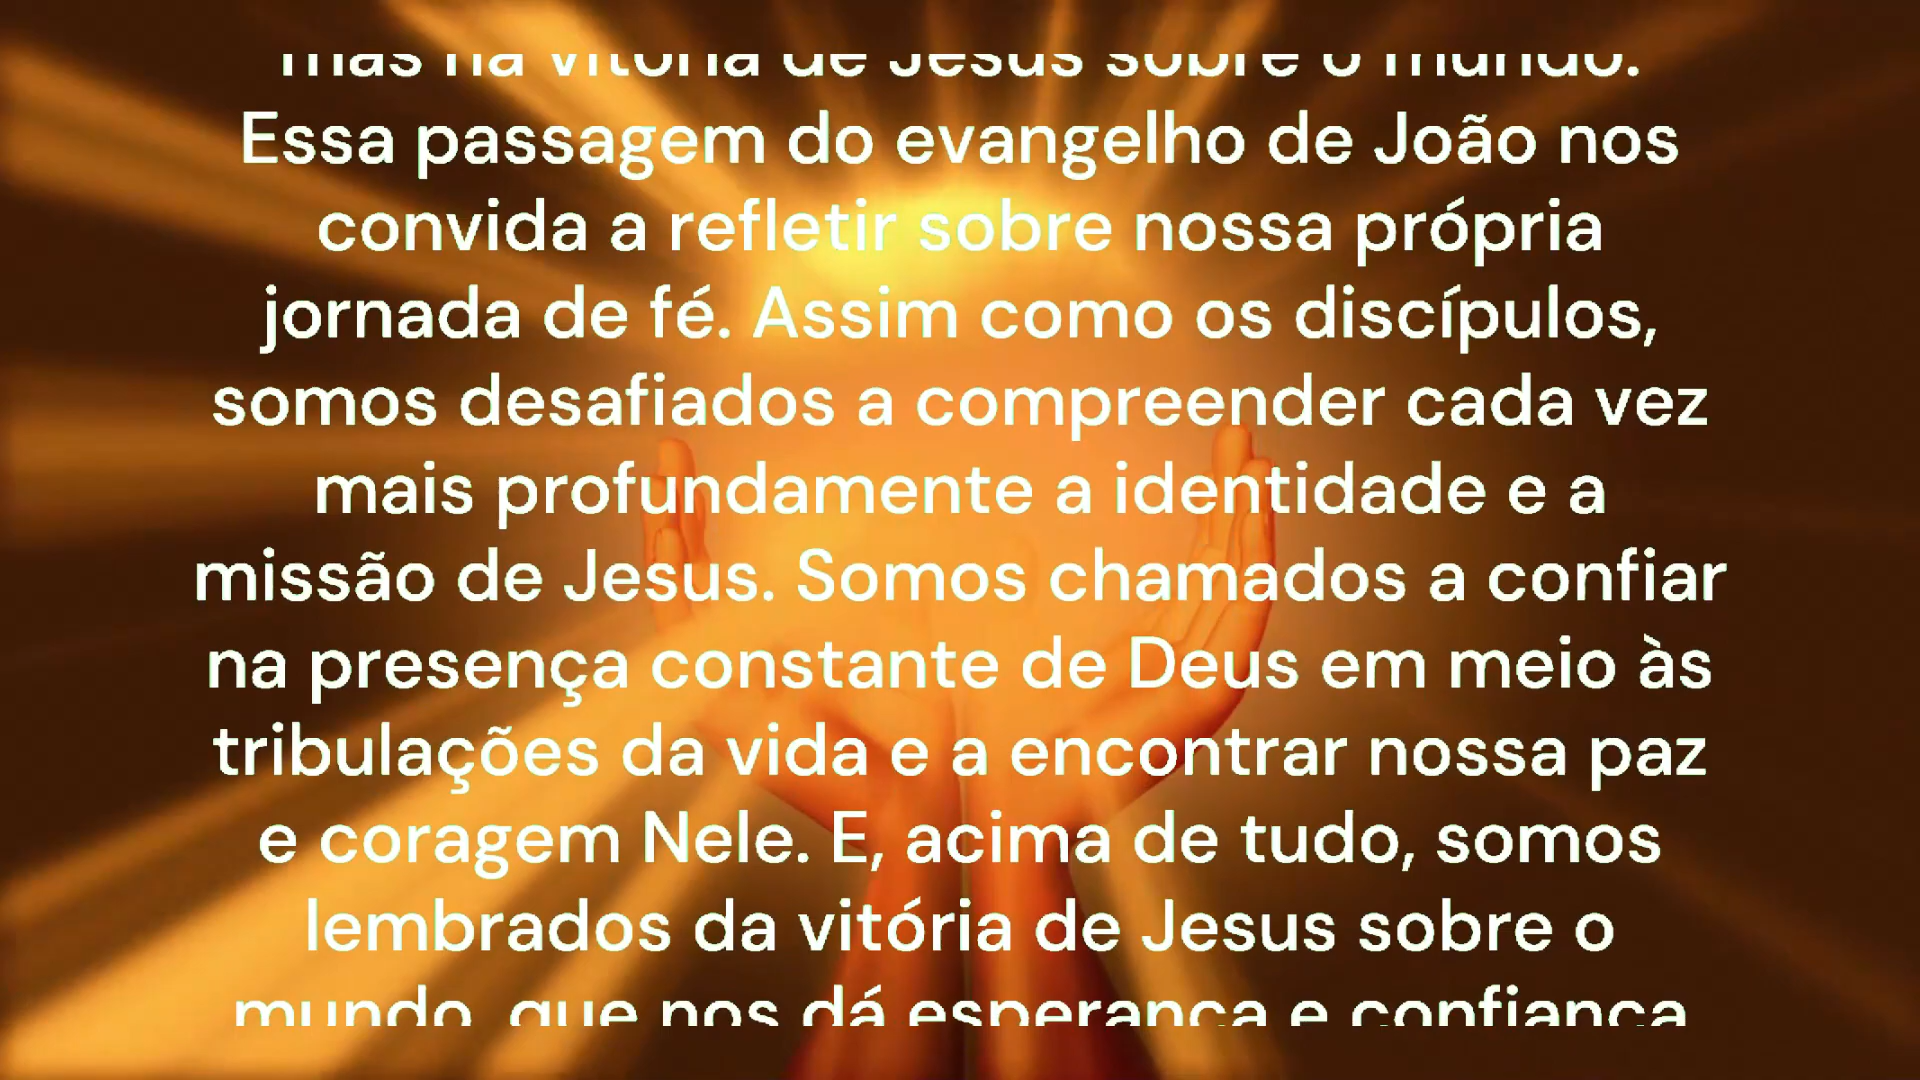 mas na vitória de Jesus sobre o mundo.
Essa passagem do evangelho de João nos
convida a refletir sobre nossa própria
jornada de fé. Assim como os discípulos,
somos desafiados a compreender cada vez
mais profundamente a identidade e a
missão de Jesus. Somos chamados a confiar
na presença constante de Deus em meio às
tribulações da vida e a encontrar nossa paz
e coragem Nele. E, acima de tudo, somos
lembrados da vitória de Jesus sobre o
mundo, que nos dá esperança e confiança